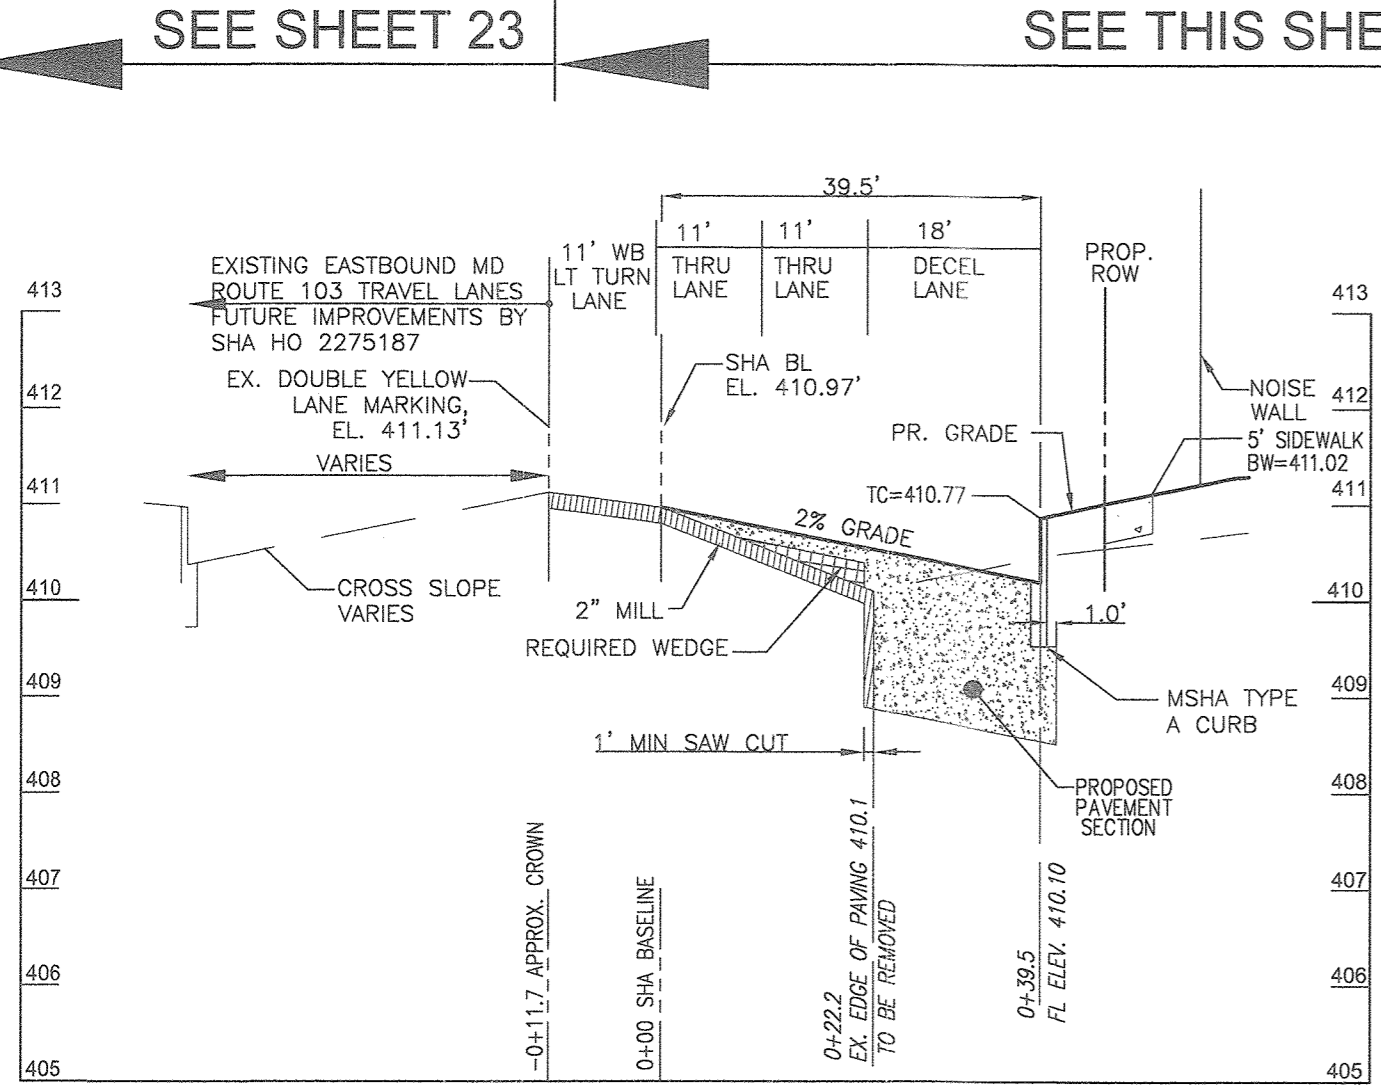 SEE SHEET 23
SEE THIS SHE
39.5'
11' WB
LT TURN
LANE
11'
THRU
LANE
11'
THRU
LANE
18'
DECEL
LANE
PROP.
ROW
EXISTING EASTBOUND MD
ROUTE 103 TRAVEL LANES
FUTURE IMPROVEMENTS BY
SHA HO 2275187
EX. DOUBLE YELLOW
LANE MARKING,
EL. 411.13'
VARIES
SHA BL
EL. 410.97'
PR. GRADE
NOISE
WALL
5' SIDEWALK
BW=411.02
TC=410.77
2% GRADE
CROSS SLOPE
VARIES
2" MILL
REQUIRED WEDGE
1.0'
MSHA TYPE
A CURB
1' MIN SAW CUT
PROPOSED
PAVEMENT
SECTION
-0+11.7 APPROX. CROWN
0+00 SHA BASELINE
0+22.2
EX. EDGE OF PAVING 410.1
TO BE REMOVED
0+39.5
FL ELEV. 410.10
413
412
411
410
409
408
407
406
405
413
412
411
410
409
408
407
406
405